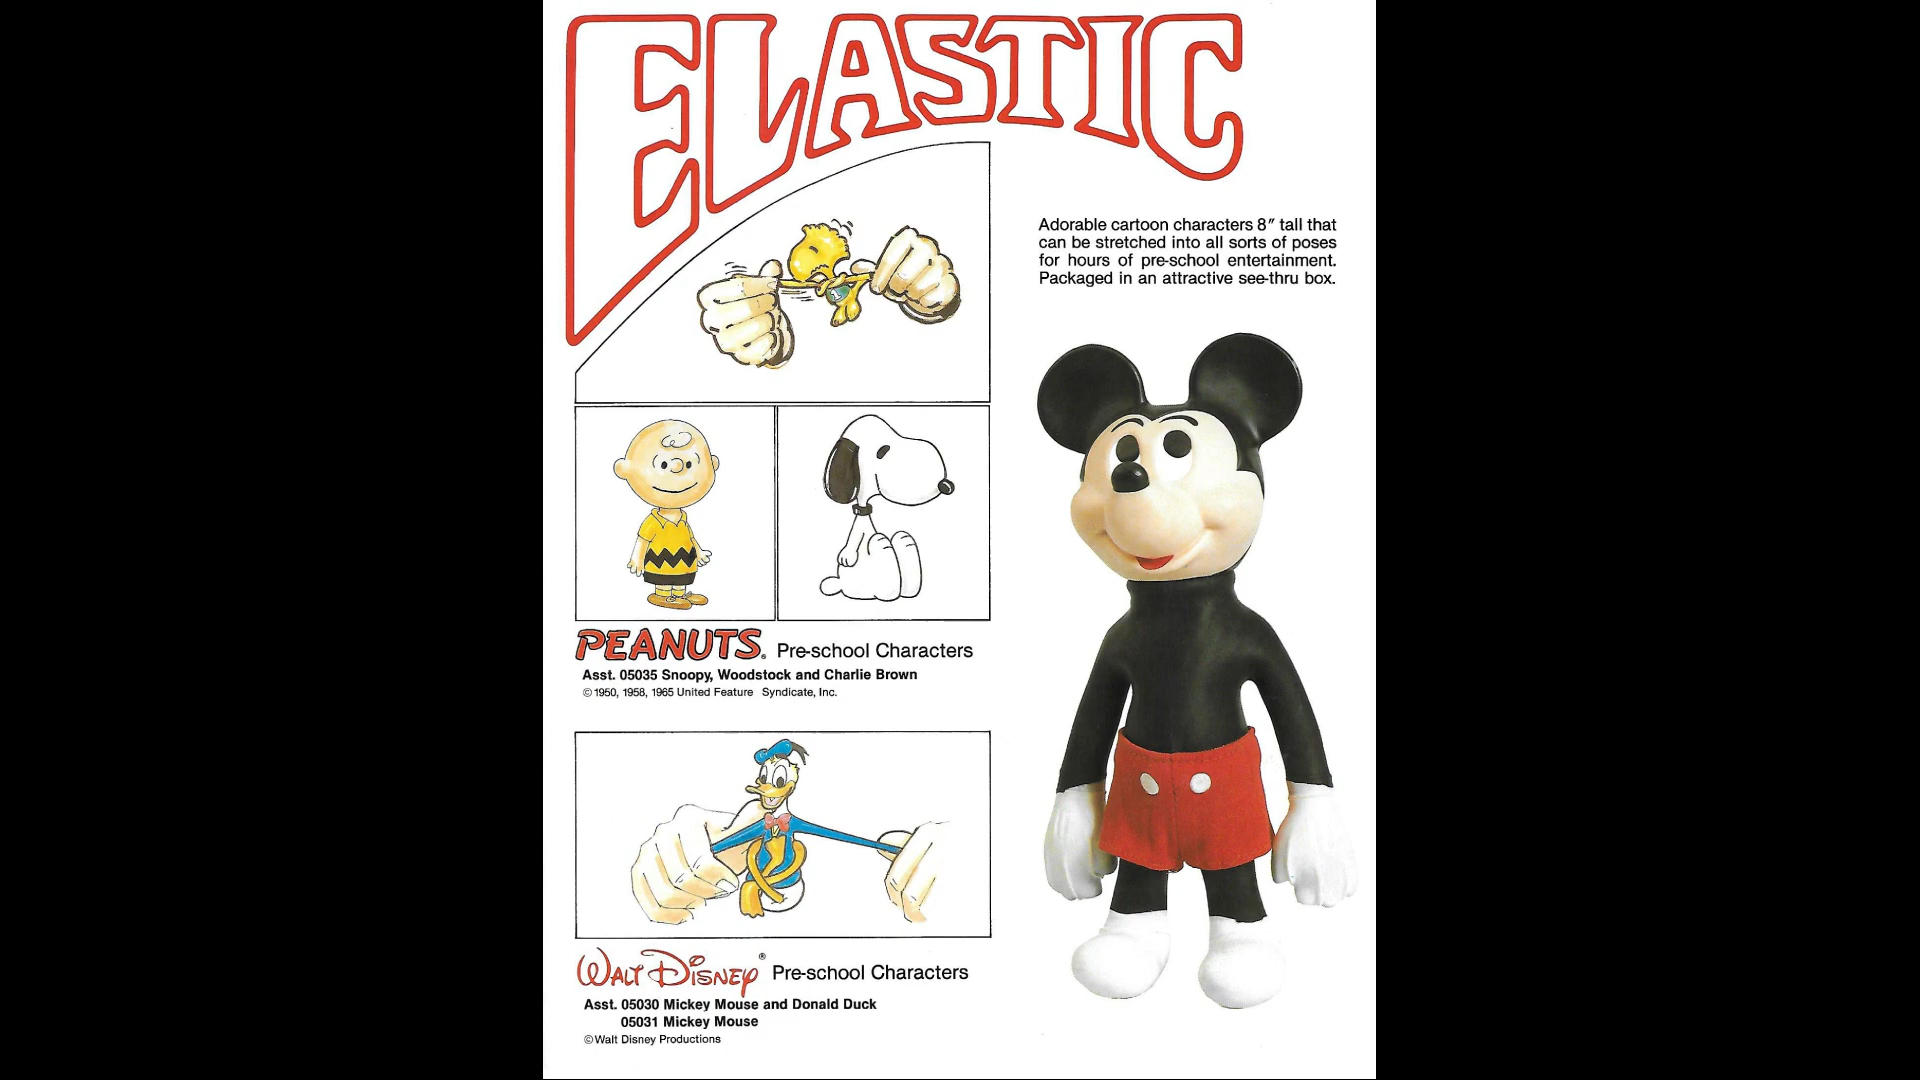 ELASTIC
Adorable cartoon characters 8″ tall that
can be stretched into all sorts of poses
for hours of pre-school entertainment.
Packaged in an attractive see-thru box.
PEANUTS® Pre-school Characters
Asst. 05035 Snoopy, Woodstock and Charlie Brown
©1950, 1958, 1965 United Feature Syndicate, Inc.
WALT DISNEY® Pre-school Characters
Asst. 05030 Mickey Mouse and Donald Duck
05031 Mickey Mouse
©Walt Disney Productions